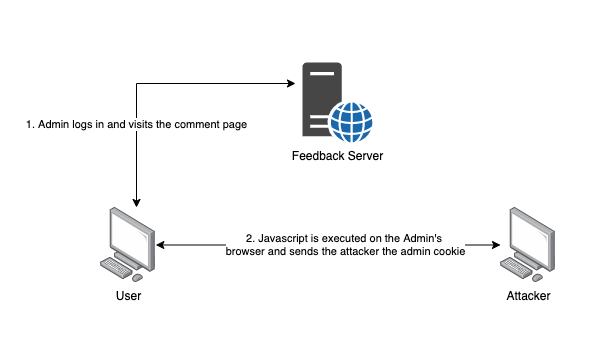 1. Admin logs in and visits the comment page
Feedback Server
2. Javascript is executed on the Admin's
browser and sends the attacker the admin cookie
User
Attacker